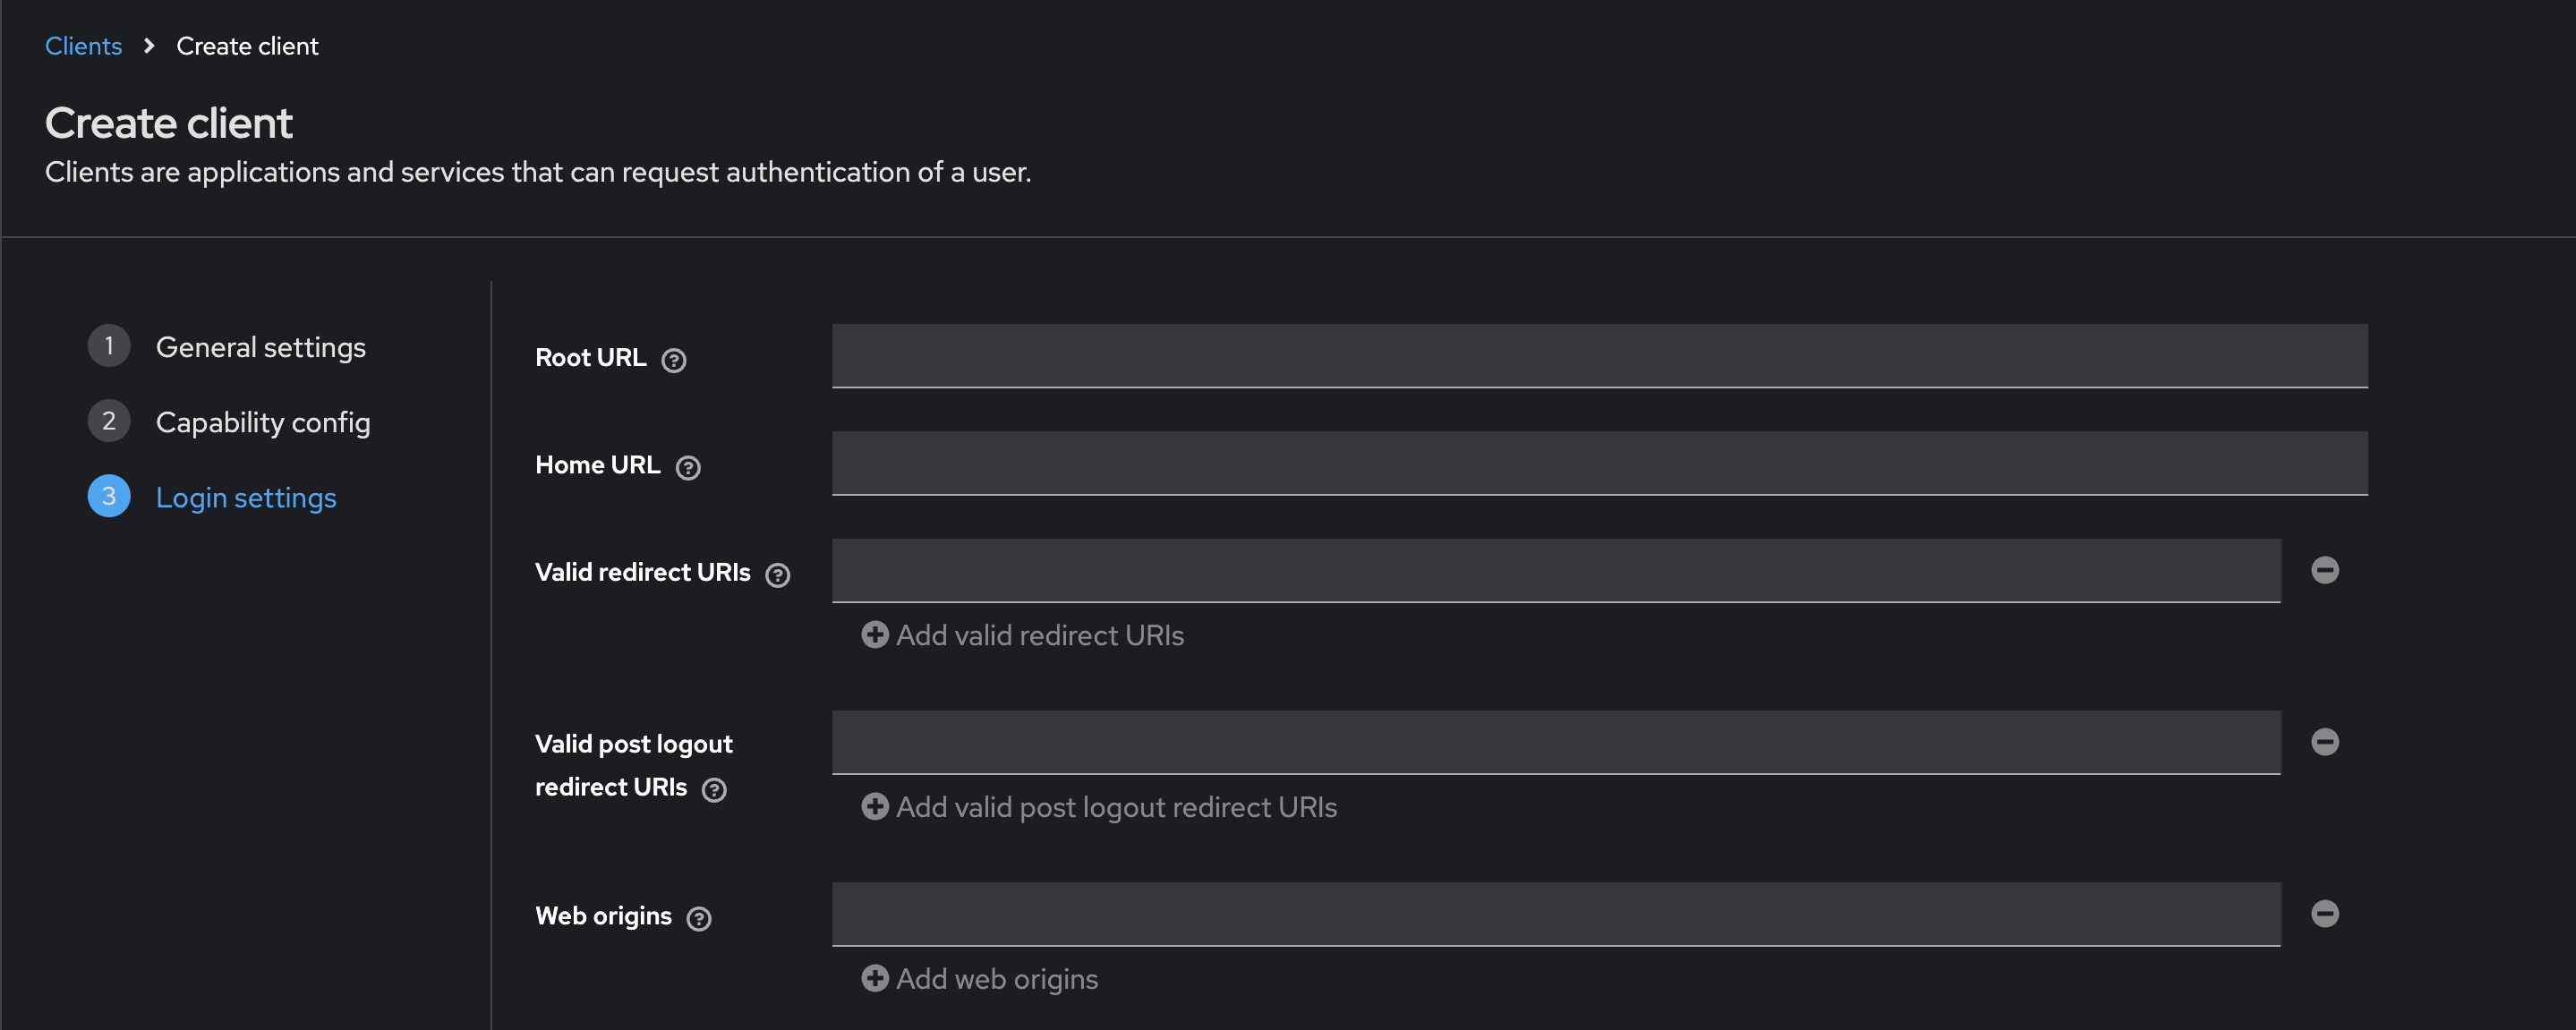 Clients > Create client
Create client
Clients are applications and services that can request authentication of a user.
1 General settings
2 Capability config
3 Login settings
Root URL ?
Home URL ?
Valid redirect URIs ?
Add valid redirect URIs
Valid post logout
redirect URIs ?
Add valid post logout redirect URIs
Web origins ?
Add web origins